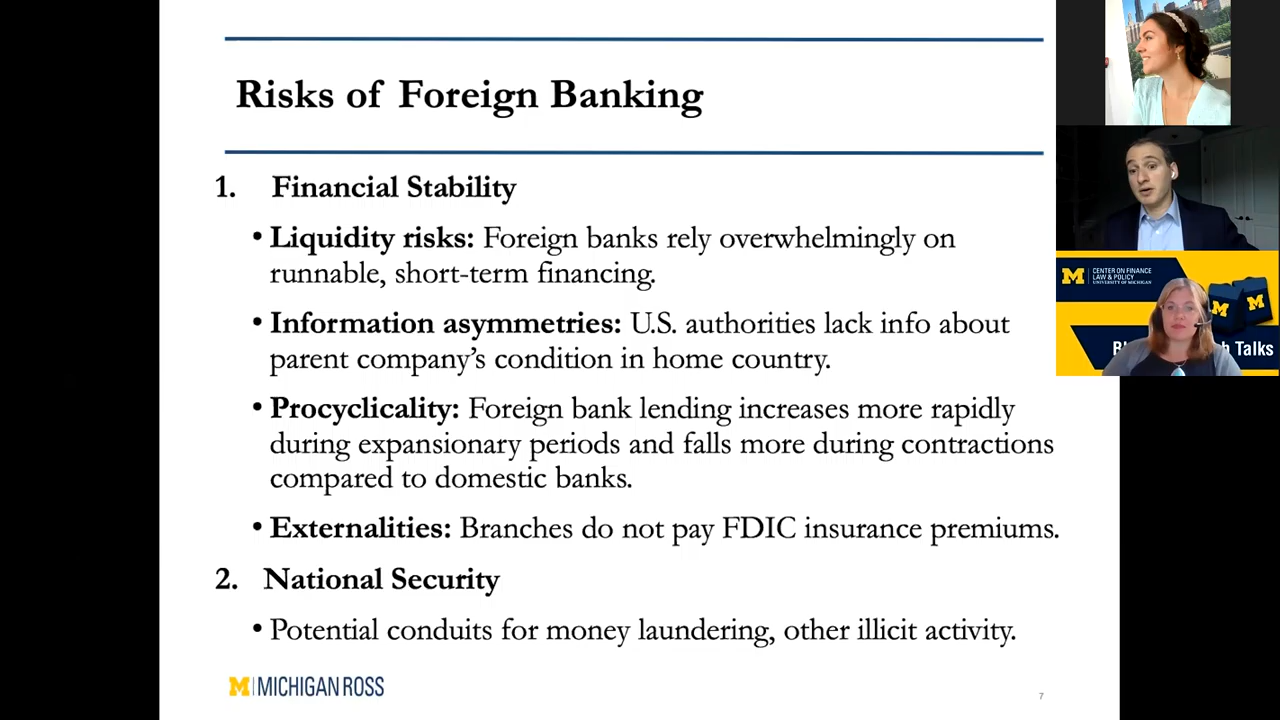 Risks of Foreign Banking
1. Financial Stability
• Liquidity risks: Foreign banks rely overwhelmingly on
runnable, short-term financing.
• Information asymmetries: U.S. authorities lack info about
parent company’s condition in home country.
• Procyclicality: Foreign bank lending increases more rapidly
during expansionary periods and falls more during contractions
compared to domestic banks.
• Externalities: Branches do not pay FDIC insurance premiums.
2. National Security
• Potential conduits for money laundering, other illicit activity.
M MICHIGAN ROSS
7
M CENTER ON FINANCE
LAW & POLICY
UNIVERSITY OF MICHIGAN
M M
Talks